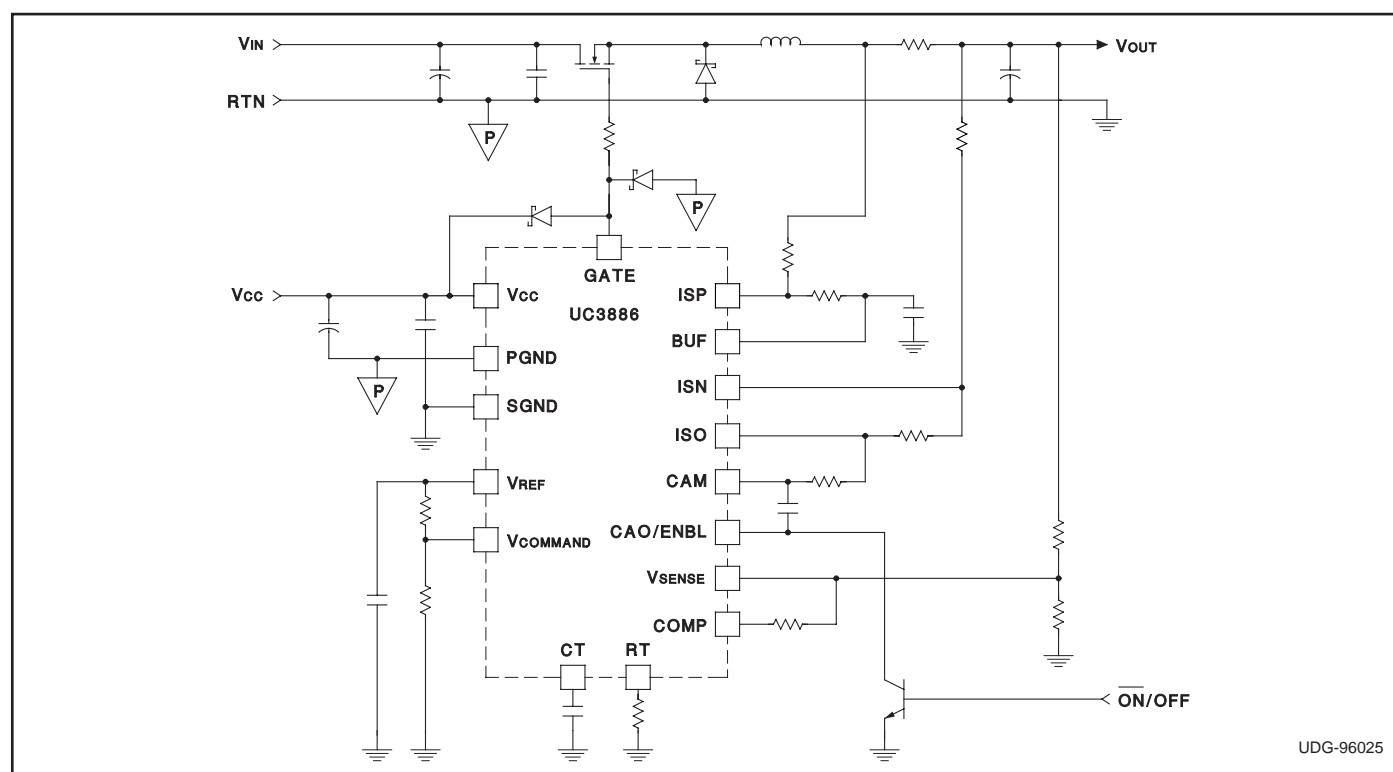 VIN
VOUT
RTN
P
P
GATE
VCC
VCC
UC3886
ISP
BUF
PGND
P
ISN
SGND
ISO
VREF
CAM
CAO/ENBL
VCOMMAND
VSENSE
COMP
CT
RT
ON/OFF
UDG-96025